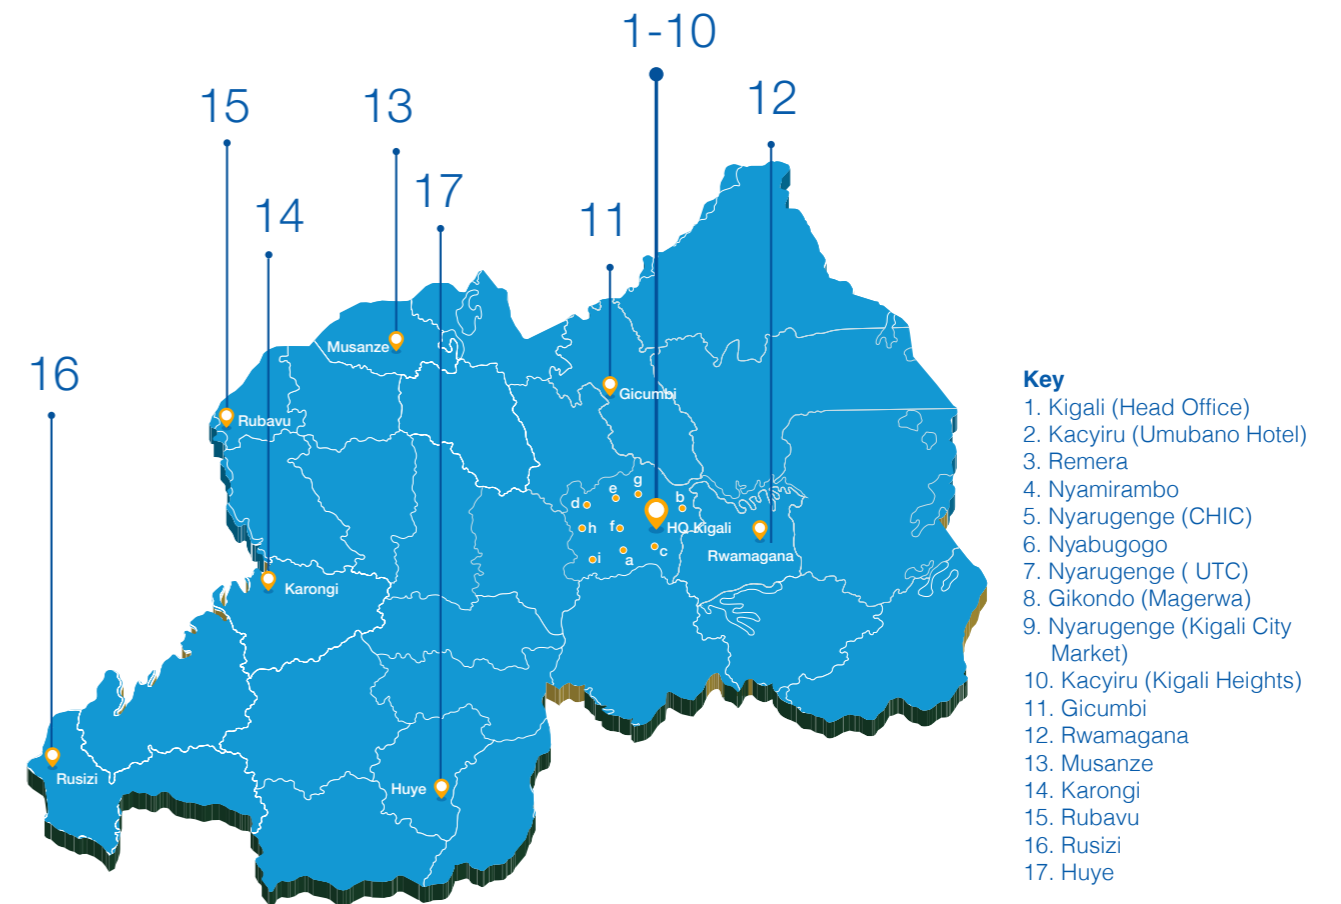 1-10
15
13
12
17
14
11
16
Musanze
Gicumbi
Rubavu
g
e
b
d
h
f
HQ Kigali
c
a
i
Rwamagana
Karongi
Rusizi
Huye
Key
1. Kigali (Head Office)
2. Kacyiru (Umubano Hotel)
3. Remera
4. Nyamirambo
5. Nyarugenge (CHIC)
6. Nyabugogo
7. Nyarugenge ( UTC)
8. Gikondo (Magerwa)
9. Nyarugenge (Kigali City
Market)
10. Kacyiru (Kigali Heights)
11. Gicumbi
12. Rwamagana
13. Musanze
14. Karongi
15. Rubavu
16. Rusizi
17. Huye